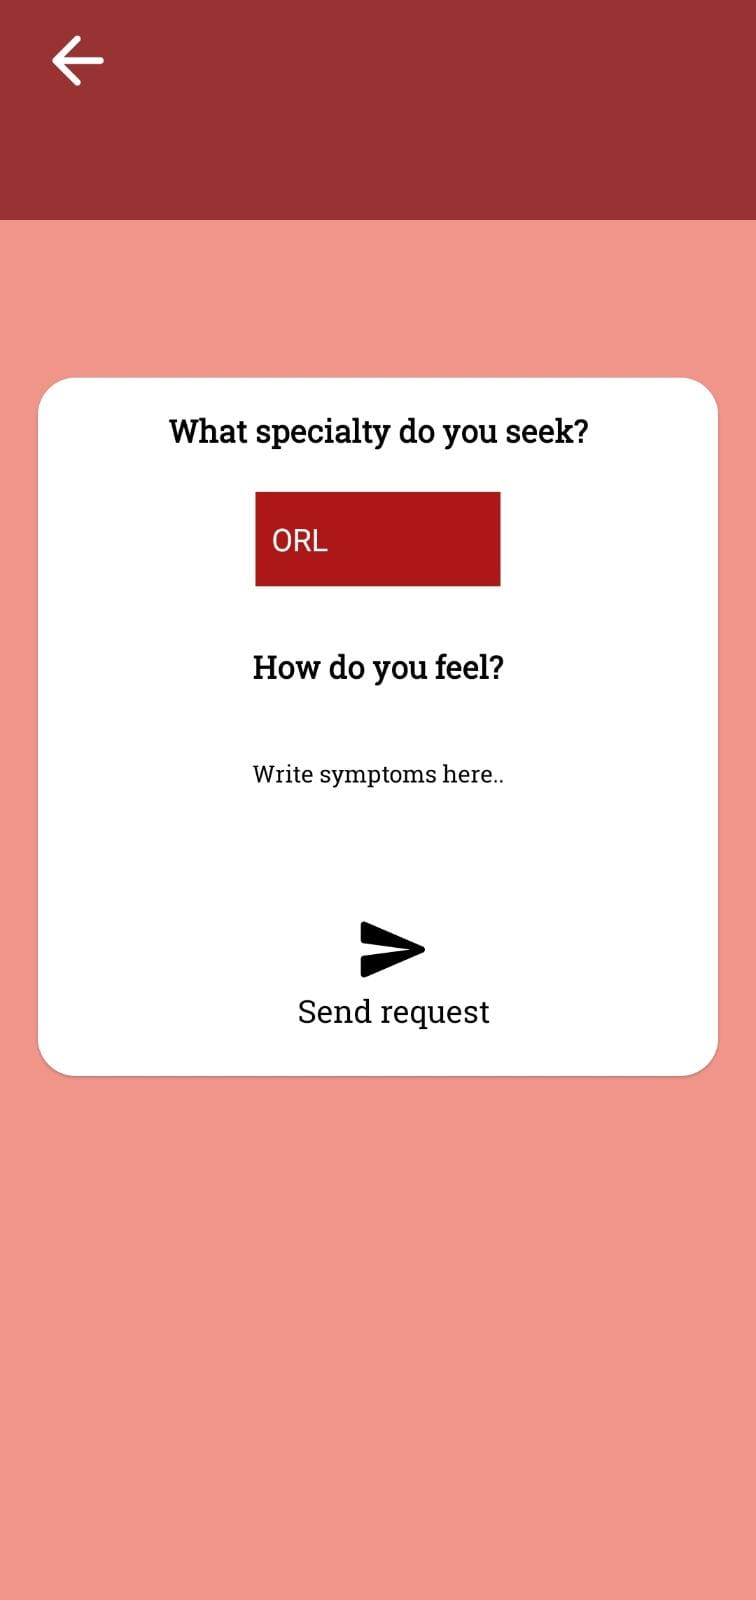 What specialty do you seek?
ORL
How do you feel?
Write symptoms here..
Send request